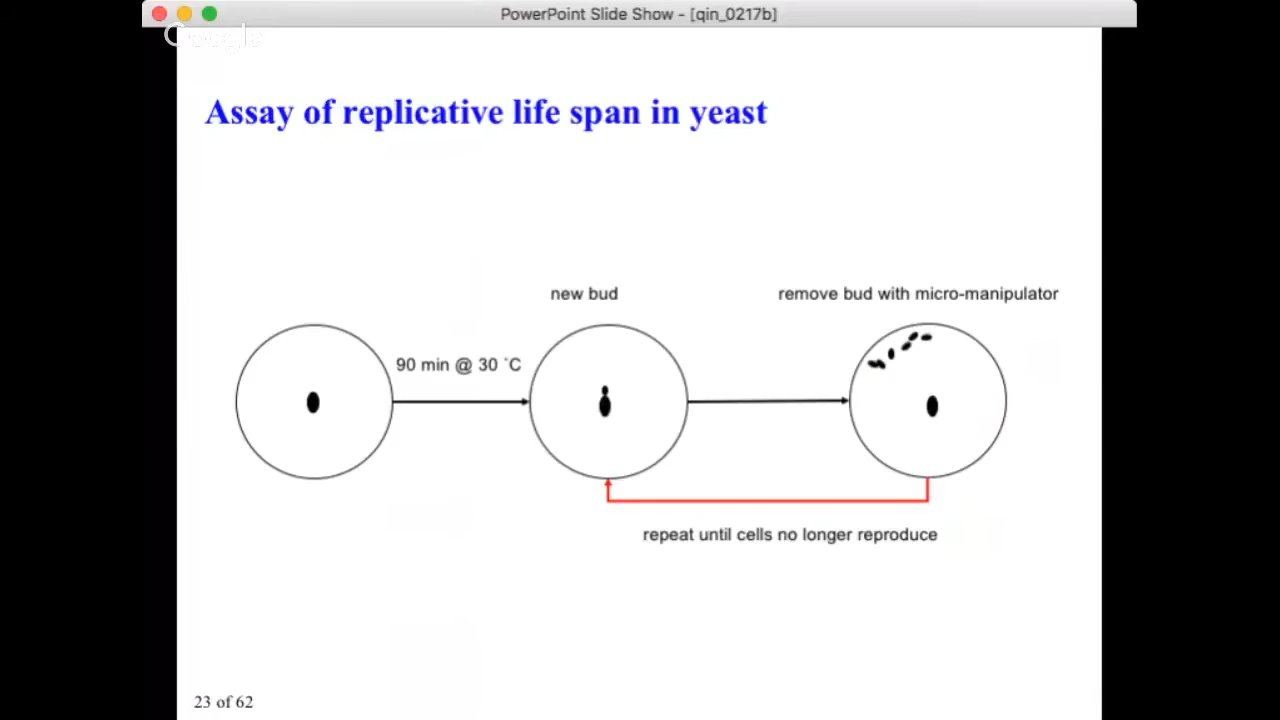 PowerPoint Slide Show - [qin_0217b]
Google
Assay of replicative life span in yeast
new bud
remove bud with micro-manipulator
90 min @ 30 ˚C
repeat until cells no longer reproduce
23 of 62